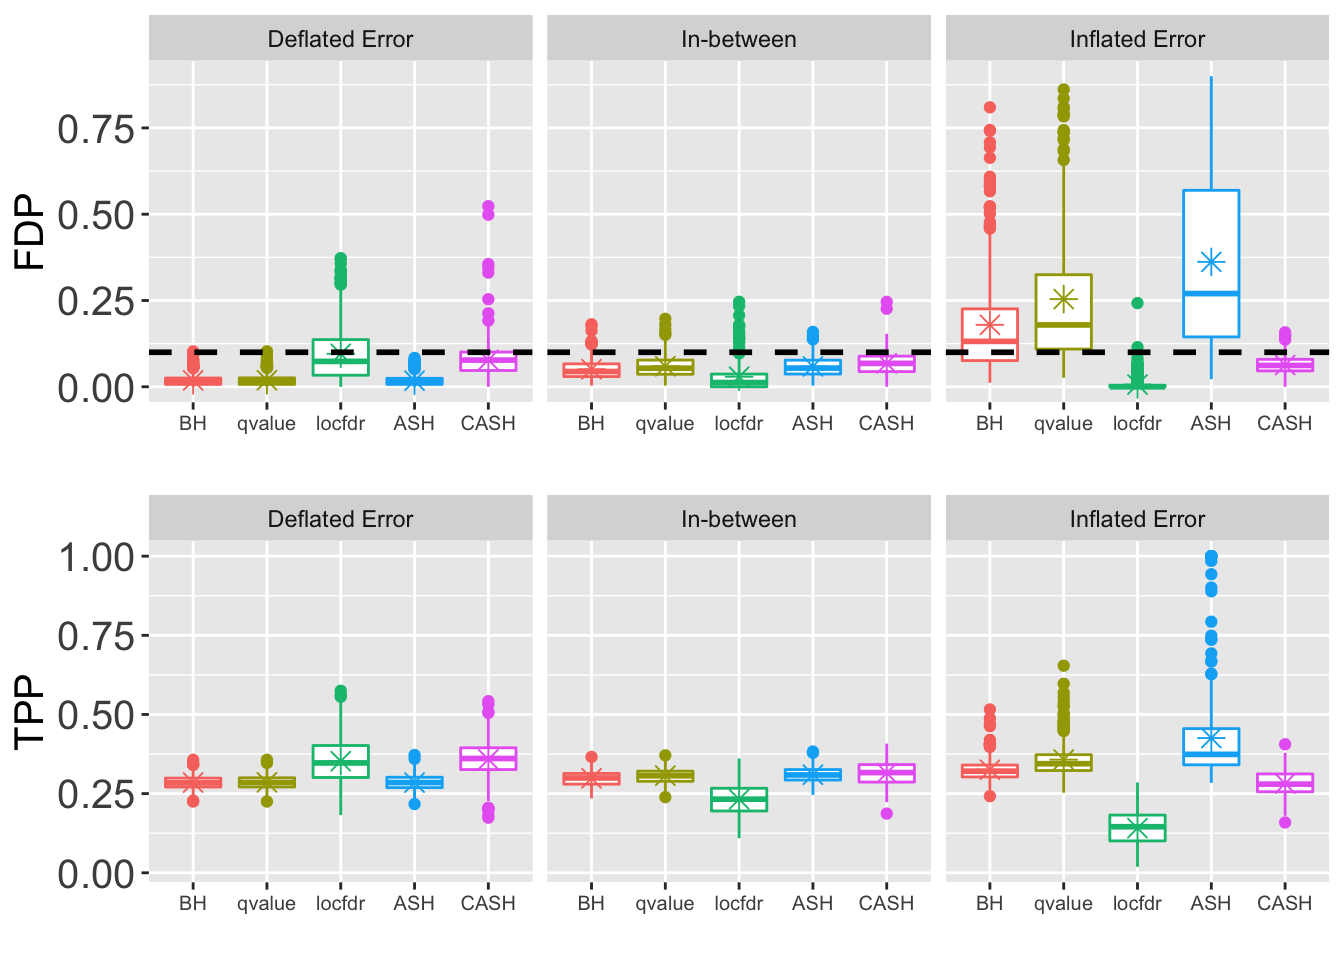 Deflated Error In-between Inflated Error
FDP
0.75
0.50
0.25
0.00
BH qvalue locfdr ASH CASH BH qvalue locfdr ASH CASH BH qvalue locfdr ASH CASH
Deflated Error In-between Inflated Error
TPP
1.00
0.75
0.50
0.25
0.00
BH qvalue locfdr ASH CASH BH qvalue locfdr ASH CASH BH qvalue locfdr ASH CASH